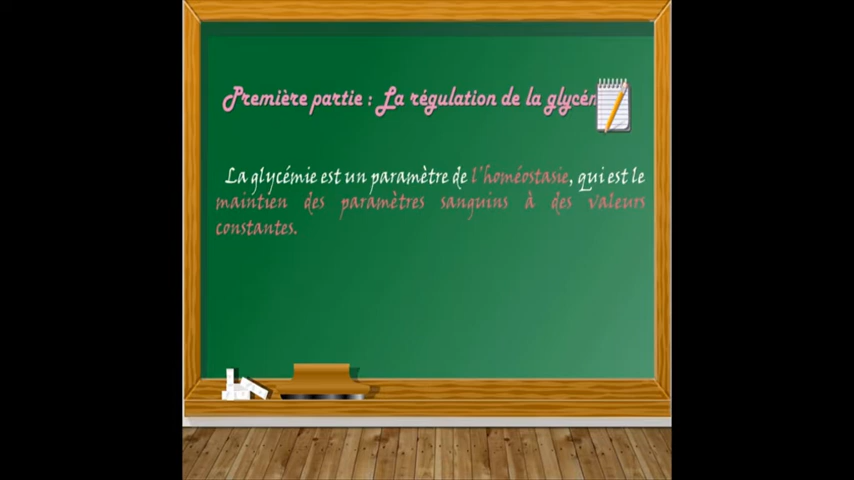 Première partie : La régulation de la
La glycémie est un paramètre de l'homéostasie, qui est le
maintien des paramètres sanguins à des valeurs
constantes.